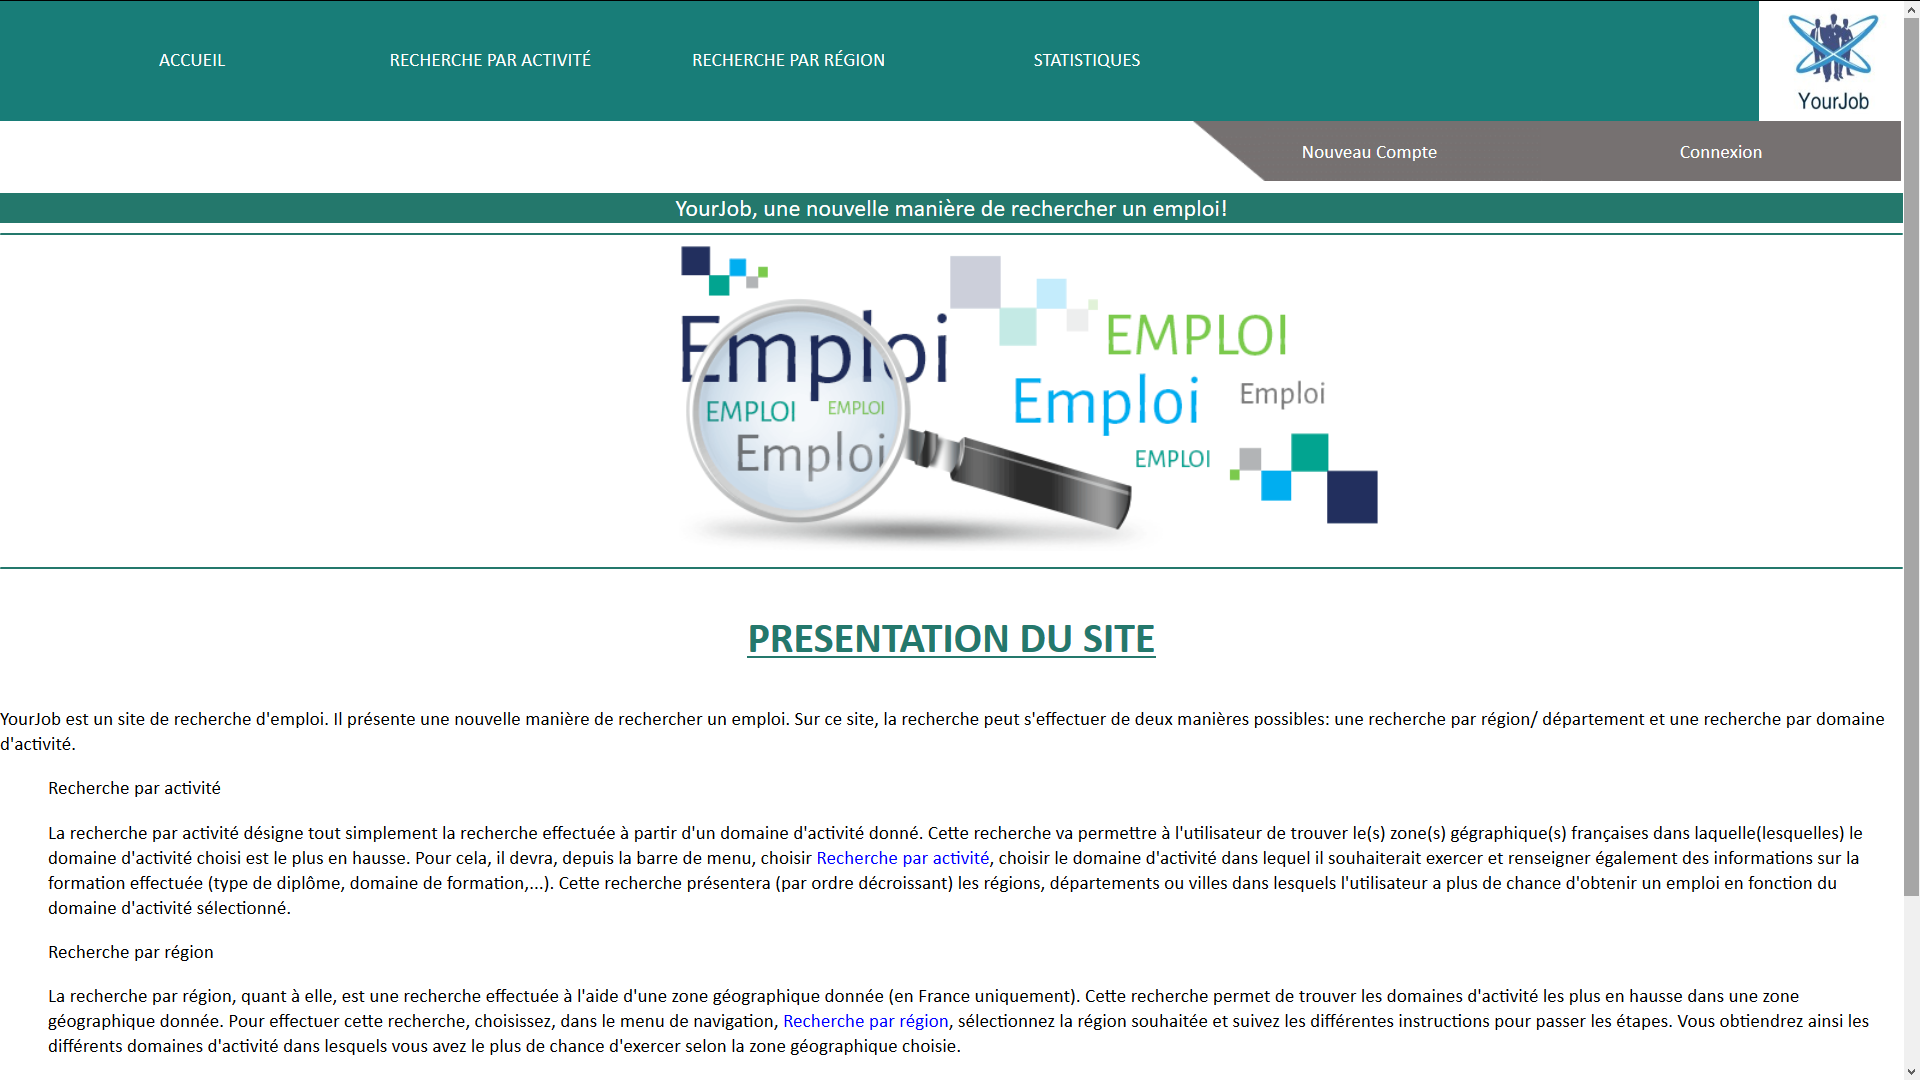 ACCUEIL RECHERCHE PAR ACTIVITÉ RECHERCHE PAR RÉGION STATISTIQUES
YourJob
Nouveau Compte Connexion
YourJob, une nouvelle manière de rechercher un emploi!
Emploi
EMPLOI
Emploi
Emploi
EMPLOI EMPLOI
Emploi
EMPLOI
PRESENTATION DU SITE
YourJob est un site de recherche d'emploi. Il présente une nouvelle manière de rechercher un emploi. Sur ce site, la recherche peut s'effectuer de deux manières possibles: une recherche par région/ département et une recherche par domaine
d'activité.
Recherche par activité
La recherche par activité désigne tout simplement la recherche effectuée à partir d'un domaine d'activité donné. Cette recherche va permettre à l'utilisateur de trouver le(s) zone(s) gégraphique(s) françaises dans laquelle(lesquelles) le
domaine d'activité choisi est le plus en hausse. Pour cela, il devra, depuis la barre de menu, choisir Recherche par activité, choisir le domaine d'activité dans lequel il souhaiterait exercer et renseigner également des informations sur la
formation effectuée (type de diplôme, domaine de formation,...). Cette recherche présentera (par ordre décroissant) les régions, départements ou villes dans lesquels l'utilisateur a plus de chance d'obtenir un emploi en fonction du
domaine d'activité sélectionné.
Recherche par région
La recherche par région, quant à elle, est une recherche effectuée à l'aide d'une zone géographique donnée (en France uniquement). Cette recherche permet de trouver les domaines d'activité les plus en hausse dans une zone
géographique donnée. Pour effectuer cette recherche, choisissez, dans le menu de navigation, Recherche par région, sélectionnez la région souhaitée et suivez les différentes instructions pour passer les étapes. Vous obtiendrez ainsi les
différents domaines d'activité dans lesquels vous avez le plus de chance d'exercer selon la zone géographique choisie.